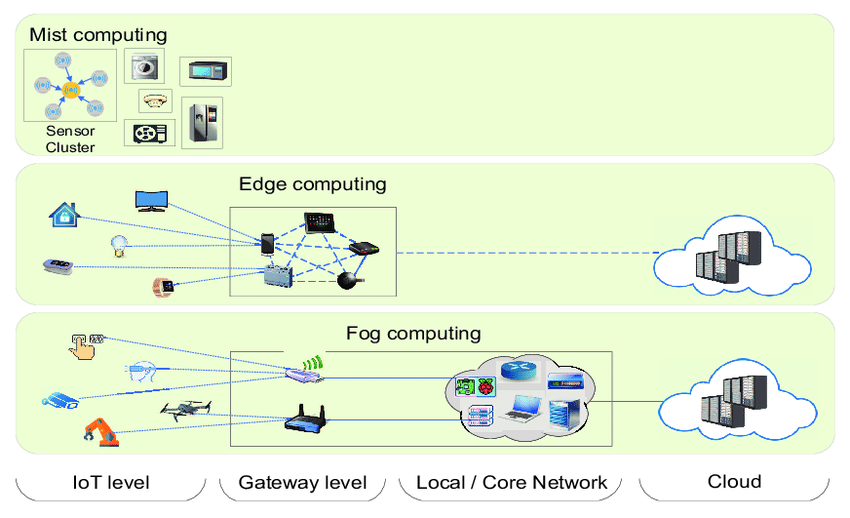 Mist computing
Sensor
Cluster
Edge computing
Fog computing
IoT level
Gateway level
Local / Core Network
Cloud